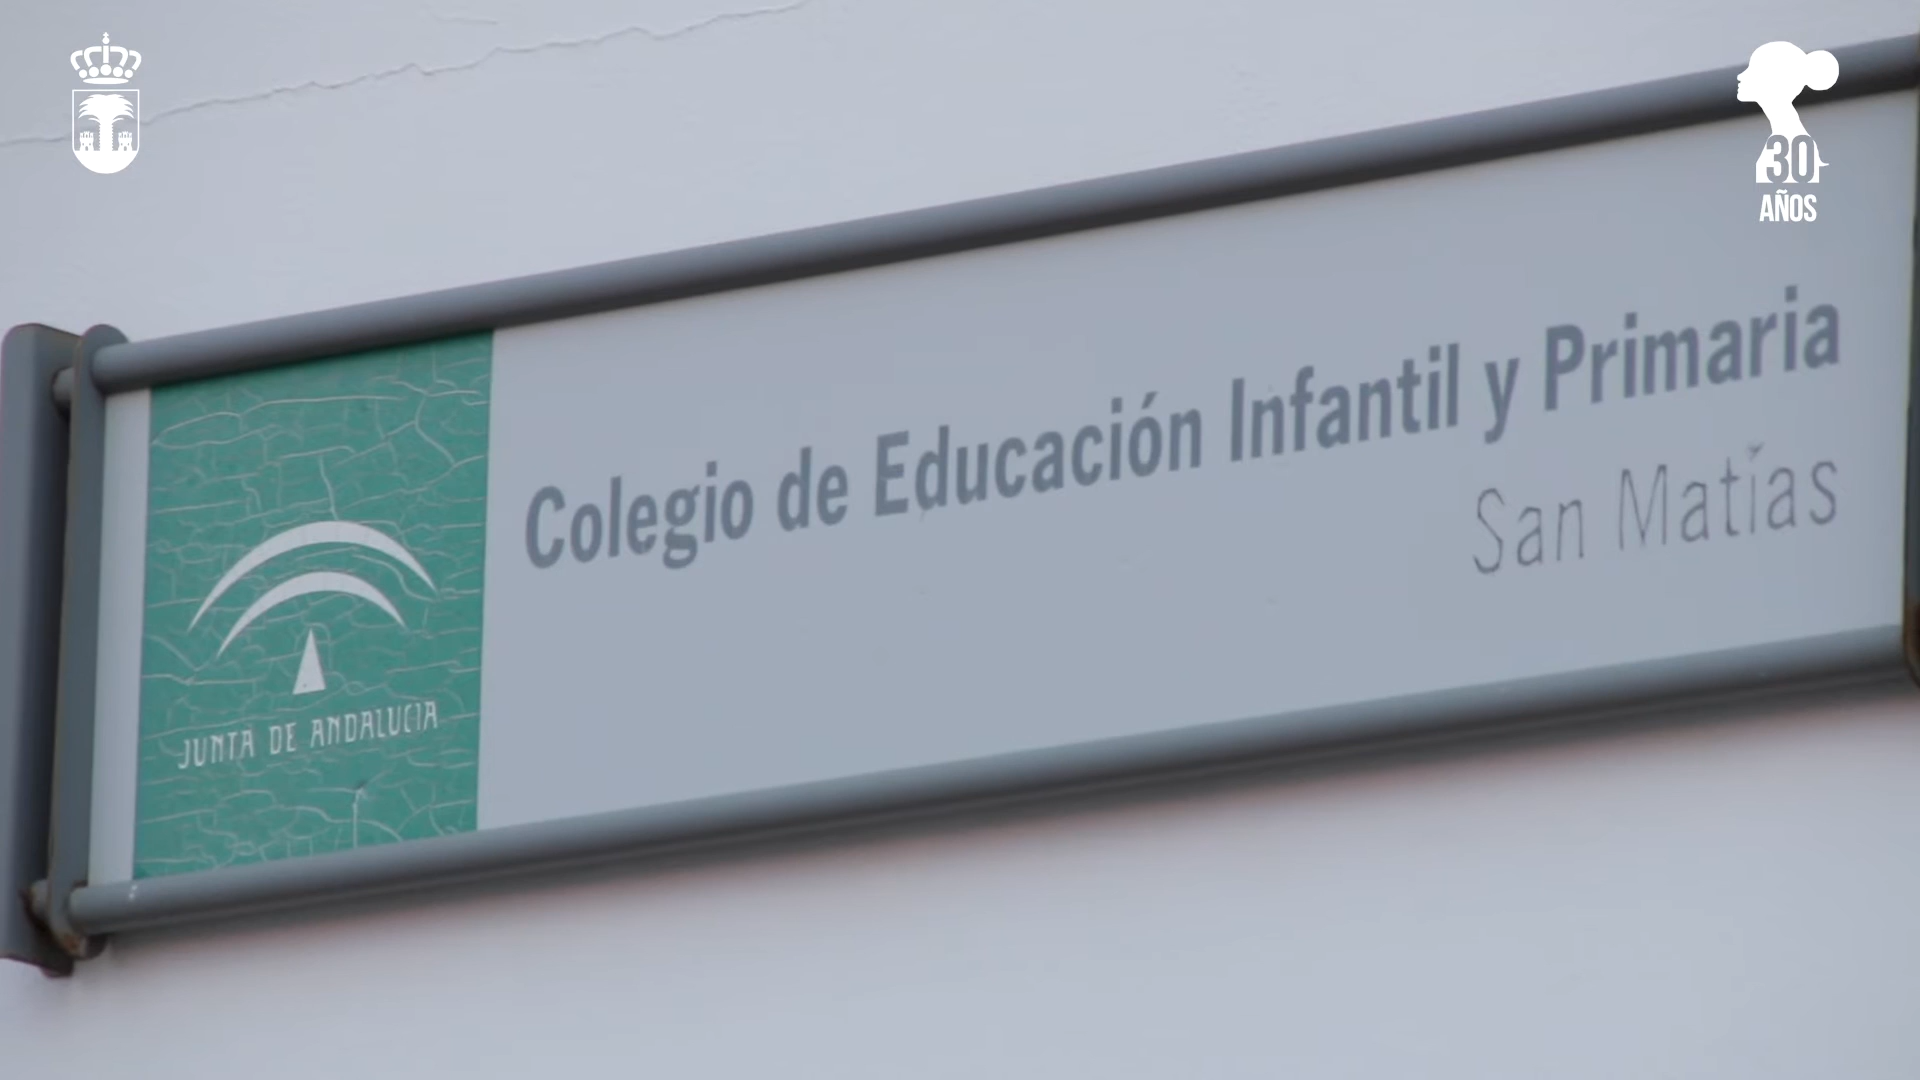 30
AÑOS
Colegio de Educación Infantil y Primaria
San Matías
JUNTA DE ANDALUCIA